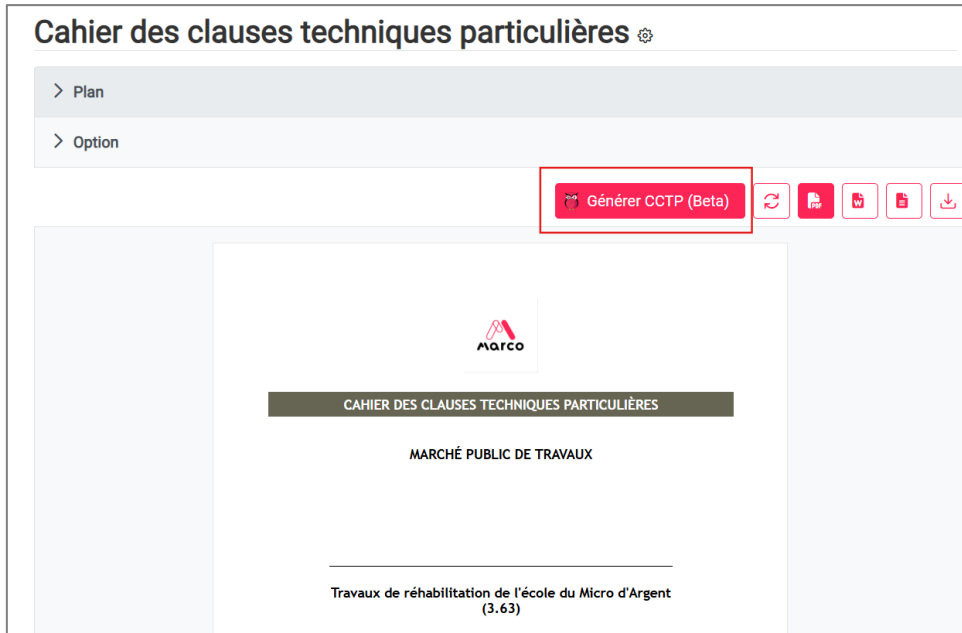 Cahier des clauses techniques particulières
Plan
Option
Générer CCTP (Beta)
PDF
W
Marco
CAHIER DES CLAUSES TECHNIQUES PARTICULIÈRES
MARCHÉ PUBLIC DE TRAVAUX
Travaux de réhabilitation de l'école du Micro d'Argent
(3.63)